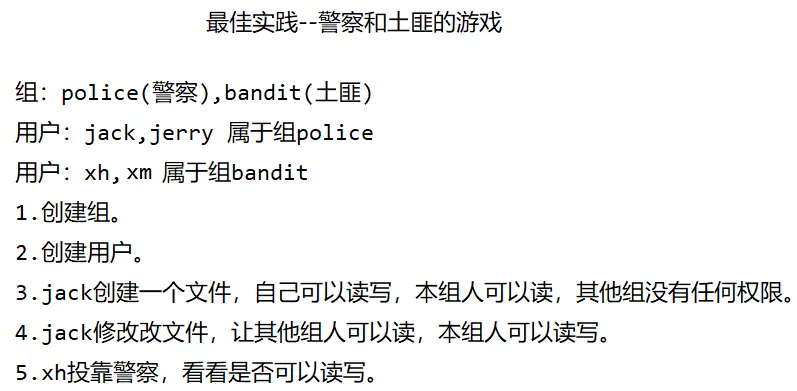 最佳实践--警察和土匪的游戏
组：police(警察),bandit(土匪)
用户：jack,jerry 属于组police
用户：xh,xm 属于组bandit
1.创建组。
2.创建用户。
3.jack创建一个文件，自己可以读写，本组人可以读，其他组没有任何权限。
4.jack修改改文件，让其他组人可以读，本组人可以读写。
5.xh投靠警察，看看是否可以读写。